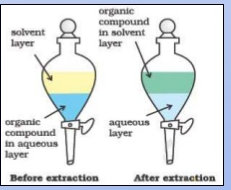 solvent
layer
organic
compound
in aqueous
layer
Before extraction
organic
compound
in solvent
layer
aqueous
layer
After extraction